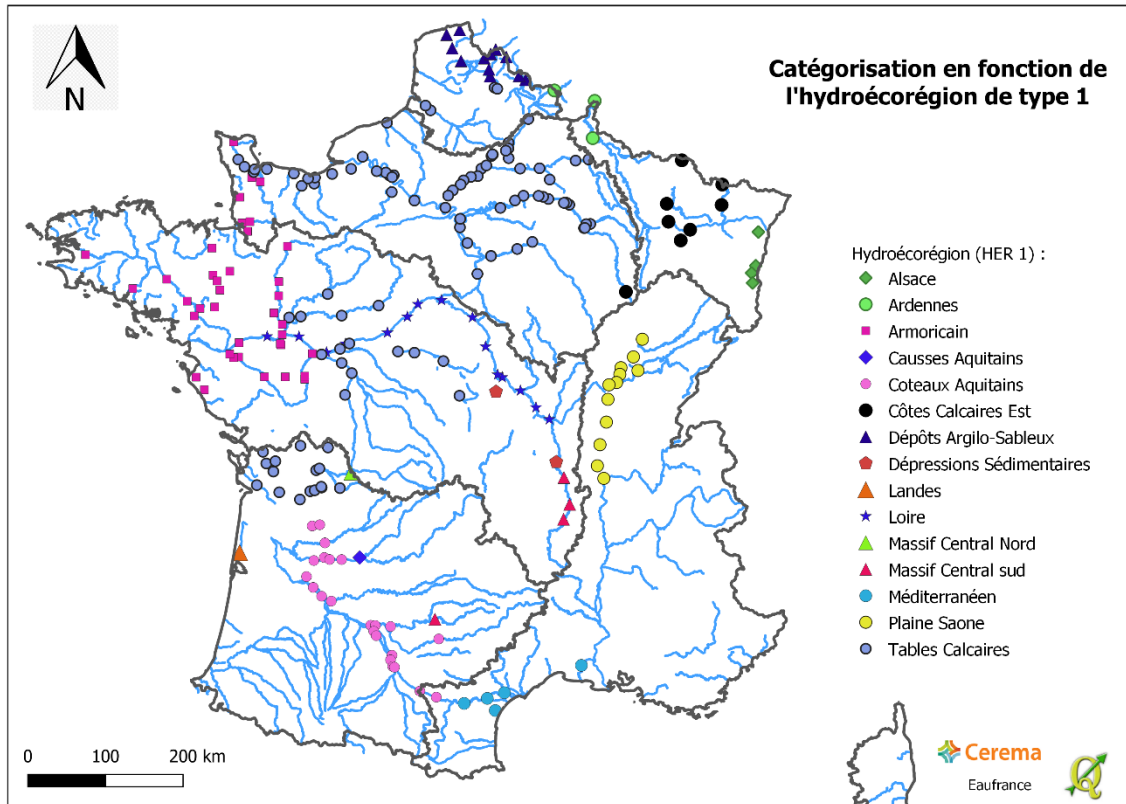 N
Catégorisation en fonction de
l'hydroécorégion de type 1
Hydroécorégion (HER 1) :
Alsace
Ardennes
Armoricain
Causses Aquitains
Coteaux Aquitains
Côtes Calcaires Est
Dépôts Argilo-Sableux
Dépressions Sédimentaires
Landes
Loire
Massif Central Nord
Massif Central sud
Méditerranéen
Plaine Saone
Tables Calcaires
0 100 200 km
Cerema
Eaufrance